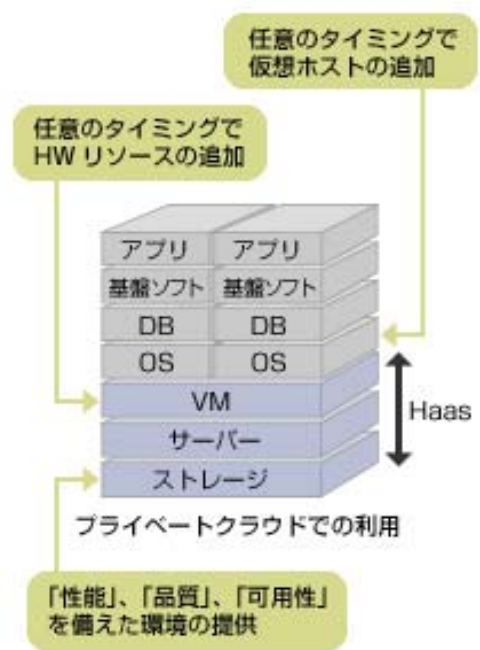 任意のタイミングで
仮想ホストの追加
任意のタイミングで
HW リソースの追加
アプリ アプリ
基盤ソフト 基盤ソフト
DB DB
OS OS
VM
サーバー
ストレージ
Haas
プライベートクラウドでの利用
「性能」、「品質」、「可用性」
を備えた環境の提供